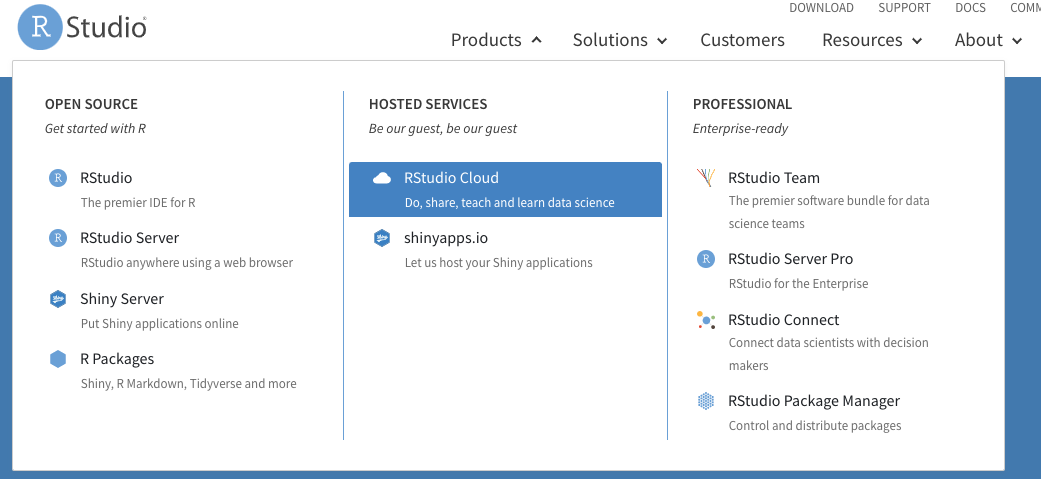 DOWNLOAD SUPPORT DOCS COMM
R Studio®
Products Solutions Customers Resources About
OPEN SOURCE
Get started with R
R RStudio
The premier IDE for R
R RStudio Server
RStudio anywhere using a web browser
Shiny Server
Put Shiny applications online
R Packages
Shiny, R Markdown, Tidyverse and more
HOSTED SERVICES
Be our guest, be our guest
RStudio Cloud
Do, share, teach and learn data science
shinyapps.io
Let us host your Shiny applications
PROFESSIONAL
Enterprise-ready
RStudio Team
The premier software bundle for data
science teams
R RStudio Server Pro
RStudio for the Enterprise
RStudio Connect
Connect data scientists with decision
makers
RStudio Package Manager
Control and distribute packages